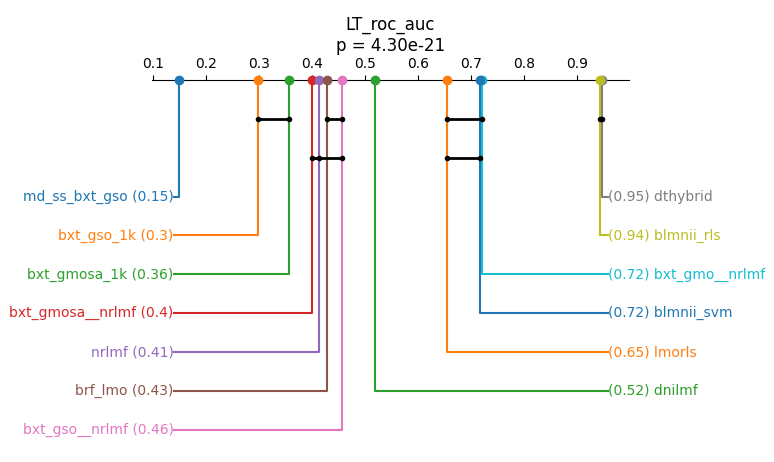 LT_roc_auc
p = 4.30e-21
0.1 0.2 0.3 0.4 0.5 0.6 0.7 0.8 0.9
md_ss_bxt_gso (0.15)
(0.95) dthybrid
bxt_gso_1k (0.3)
(0.94) blmnii_rls
bxt_gmosa_1k (0.36)
(0.72) bxt_gmo__nrlmf
bxt_gmosa__nrlmf (0.4)
(0.72) blmnii_svm
nrlmf (0.41)
(0.65) lmorls
brf_lmo (0.43)
(0.52) dnilmf
bxt_gso__nrlmf (0.46)